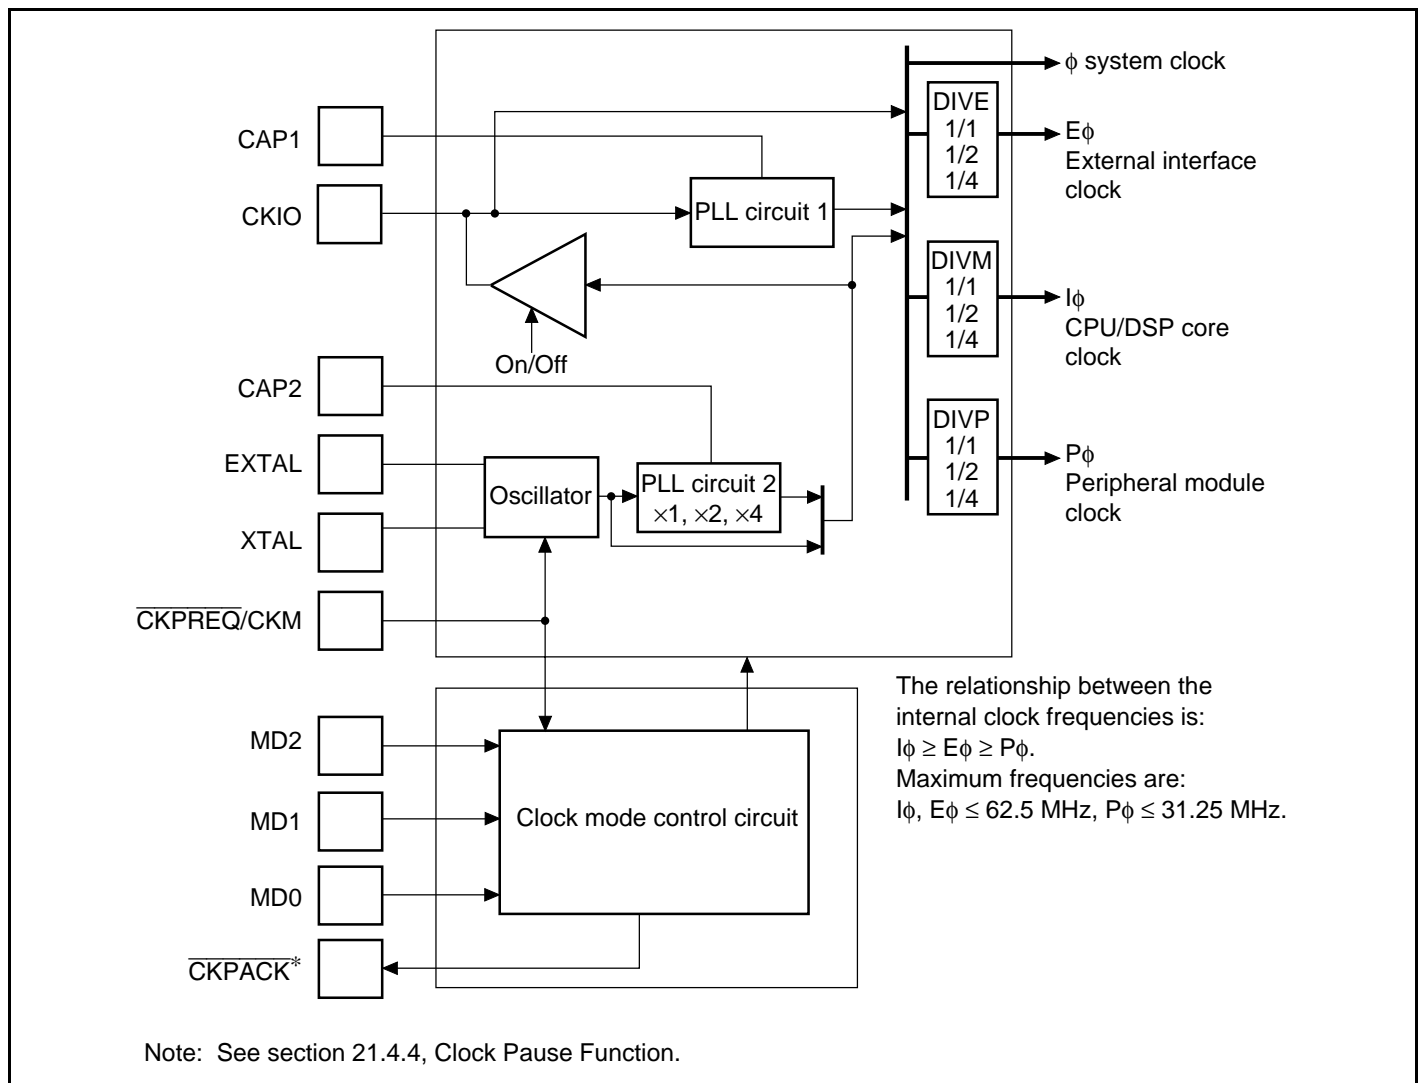 φ system clock
DIVE
1/1
1/2
1/4
Eφ
External interface
clock
CAP1
CKIO
PLL circuit 1
DIVM
1/1
1/2
1/4
Iφ
CPU/DSP core
clock
On/Off
CAP2
EXTAL
XTAL
Oscillator
PLL circuit 2
×1, ×2, ×4
DIVP
1/1
1/2
1/4
Pφ
Peripheral module
clock
CKPREQ/CKM
MD2
MD1
MD0
CKPACK*
Clock mode control circuit
The relationship between the
internal clock frequencies is:
Iφ ≥ Eφ ≥ Pφ.
Maximum frequencies are:
Iφ, Eφ ≤ 62.5 MHz, Pφ ≤ 31.25 MHz.
Note: See section 21.4.4, Clock Pause Function.